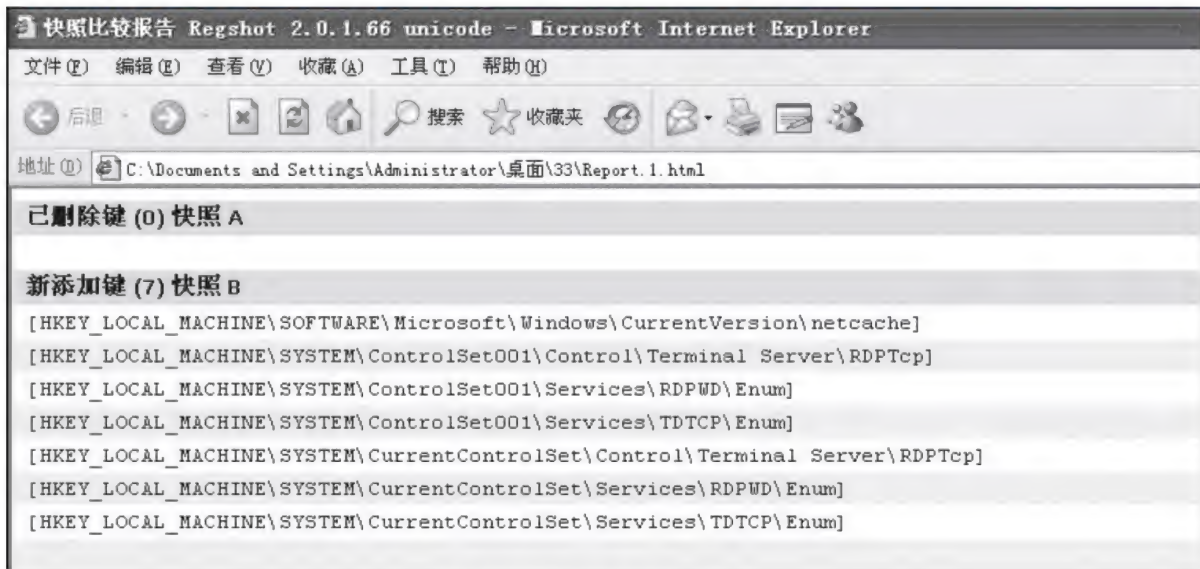 快照比较报告 Regshot 2.0.1.66 unicode - Microsoft Internet Explorer
文件(F) 编辑(E) 查看(V) 收藏(A) 工具(T) 帮助(H)
后退 搜索 收藏夹
地址(D) C:\Documents and Settings\Administrator\桌面\33\Report.1.html
已删除键 (0) 快照 A
新添加键 (7) 快照 B
[HKEY_LOCAL_MACHINE\SOFTWARE\Microsoft\Windows\CurrentVersion\netcache]
[HKEY_LOCAL_MACHINE\SYSTEM\ControlSet001\Control\Terminal Server\RDPTcp]
[HKEY_LOCAL_MACHINE\SYSTEM\ControlSet001\Services\RDPWD\Enum]
[HKEY_LOCAL_MACHINE\SYSTEM\ControlSet001\Services\TDTCP\Enum]
[HKEY_LOCAL_MACHINE\SYSTEM\CurrentControlSet\Control\Terminal Server\RDPTcp]
[HKEY_LOCAL_MACHINE\SYSTEM\CurrentControlSet\Services\RDPWD\Enum]
[HKEY_LOCAL_MACHINE\SYSTEM\CurrentControlSet\Services\TDTCP\Enum]